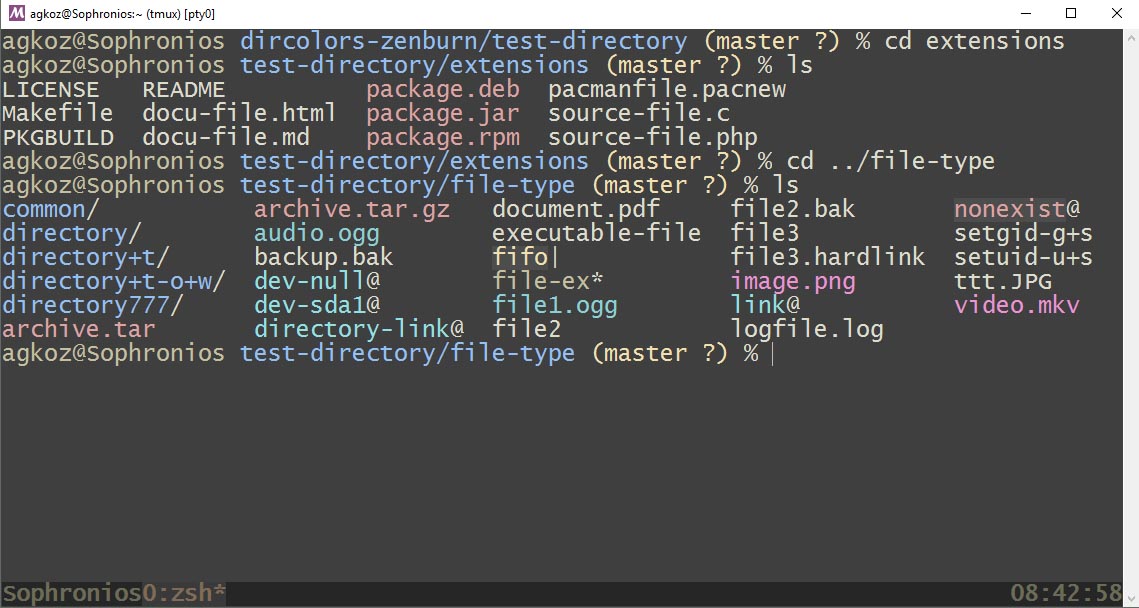 agkoz@Sophronios:~ (tmux) [pty0]
agkoz@Sophronios dircolors-zenburn/test-directory (master ?) % cd extensions
agkoz@Sophronios test-directory/extensions (master ?) % ls
LICENSE README package.deb pacmanfile.pacnew
Makefile docu-file.html package.jar source-file.c
PKGBUILD docu-file.md package.rpm source-file.php
agkoz@Sophronios test-directory/extensions (master ?) % cd ../file-type
agkoz@Sophronios test-directory/file-type (master ?) % ls
common/ archive.tar.gz document.pdf file2.bak nonexist@
directory/ audio.ogg executable-file file3 setgid-g+s
directory+t/ backup.bak fifo| file3.hardlink setuid-u+s
directory+t-o+w/ dev-null@ file-ex* image.png ttt.JPG
directory777/ dev-sda1@ file1.ogg link@ video.mkv
archive.tar directory-link@ file2 logfile.log
agkoz@Sophronios test-directory/file-type (master ?) %
Sophronios0:zsh* 08:42:58